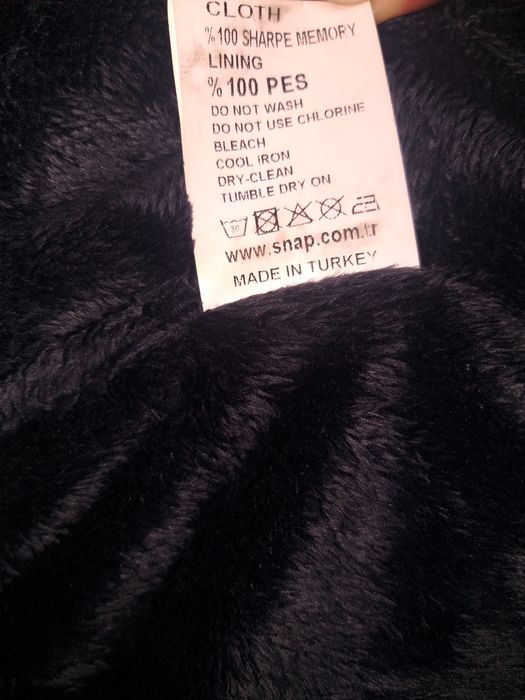 CLOTH
% 100 SHARPE MEMORY
LINING
% 100 PES
DO NOT WASH
DO NOT USE CHLORINE
BLEACH
COOL IRON
DRY-CLEAN
TUMBLE DRY ON
30
www.snap.com.tr
MADE IN TURKEY